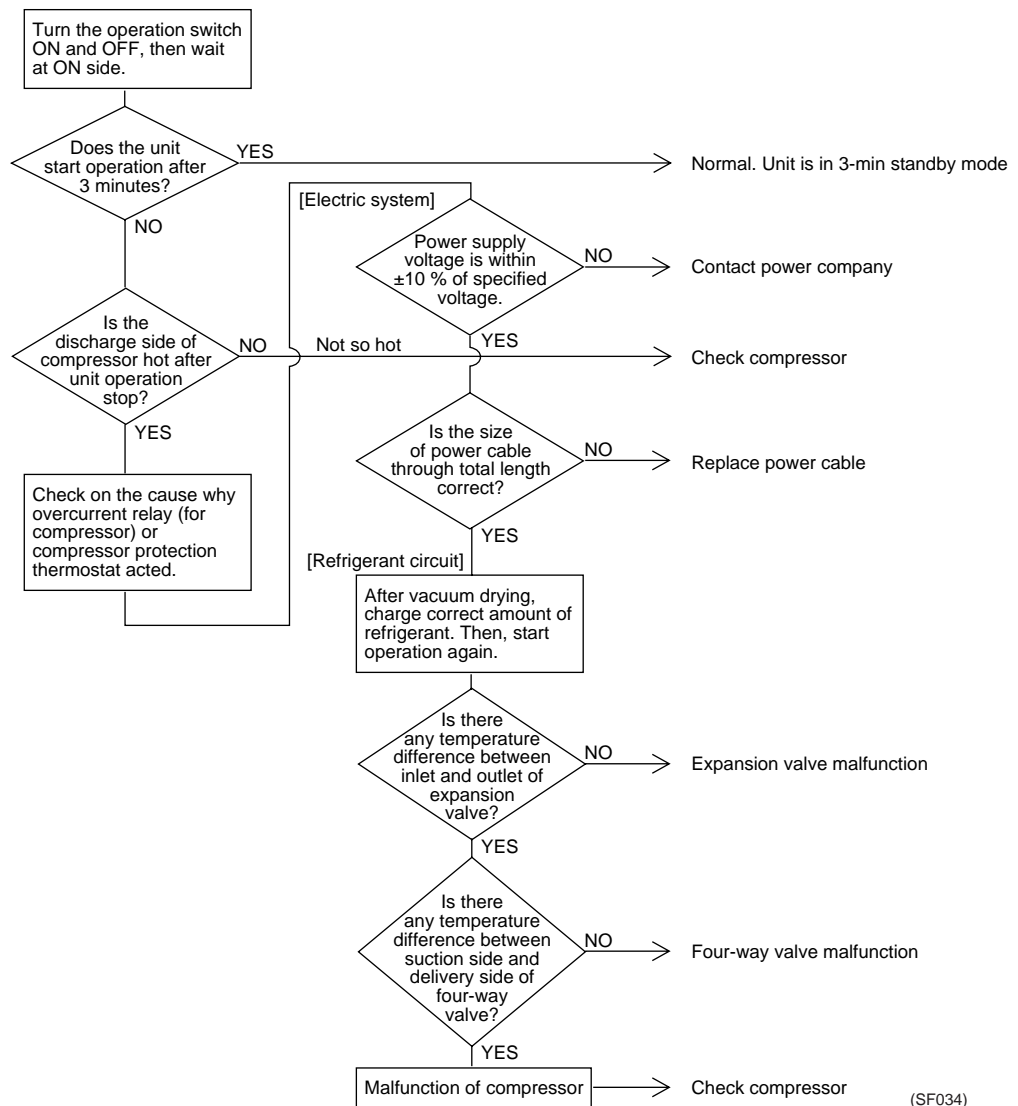 Turn the operation switch
ON and OFF, then wait
at ON side.
Does the unit
start operation after
3 minutes?
YES
Normal. Unit is in 3-min standby mode
NO
[Electric system]
Power supply
voltage is within
±10 % of specified
voltage.
NO
Contact power company
YES
Is the
discharge side of
compressor hot after
unit operation
stop?
NO
Not so hot
Check compressor
YES
Is the size
of power cable
through total length
correct?
NO
Replace power cable
YES
Check on the cause why
overcurrent relay (for
compressor) or
compressor protection
thermostat acted.
[Refrigerant circuit]
After vacuum drying,
charge correct amount of
refrigerant. Then, start
operation again.
Is there
any temperature
difference between
inlet and outlet of
expansion
valve?
NO
Expansion valve malfunction
YES
Is there
any temperature
difference between
suction side and
delivery side of
four-way
valve?
NO
Four-way valve malfunction
YES
Malfunction of compressor
Check compressor
(SF034)